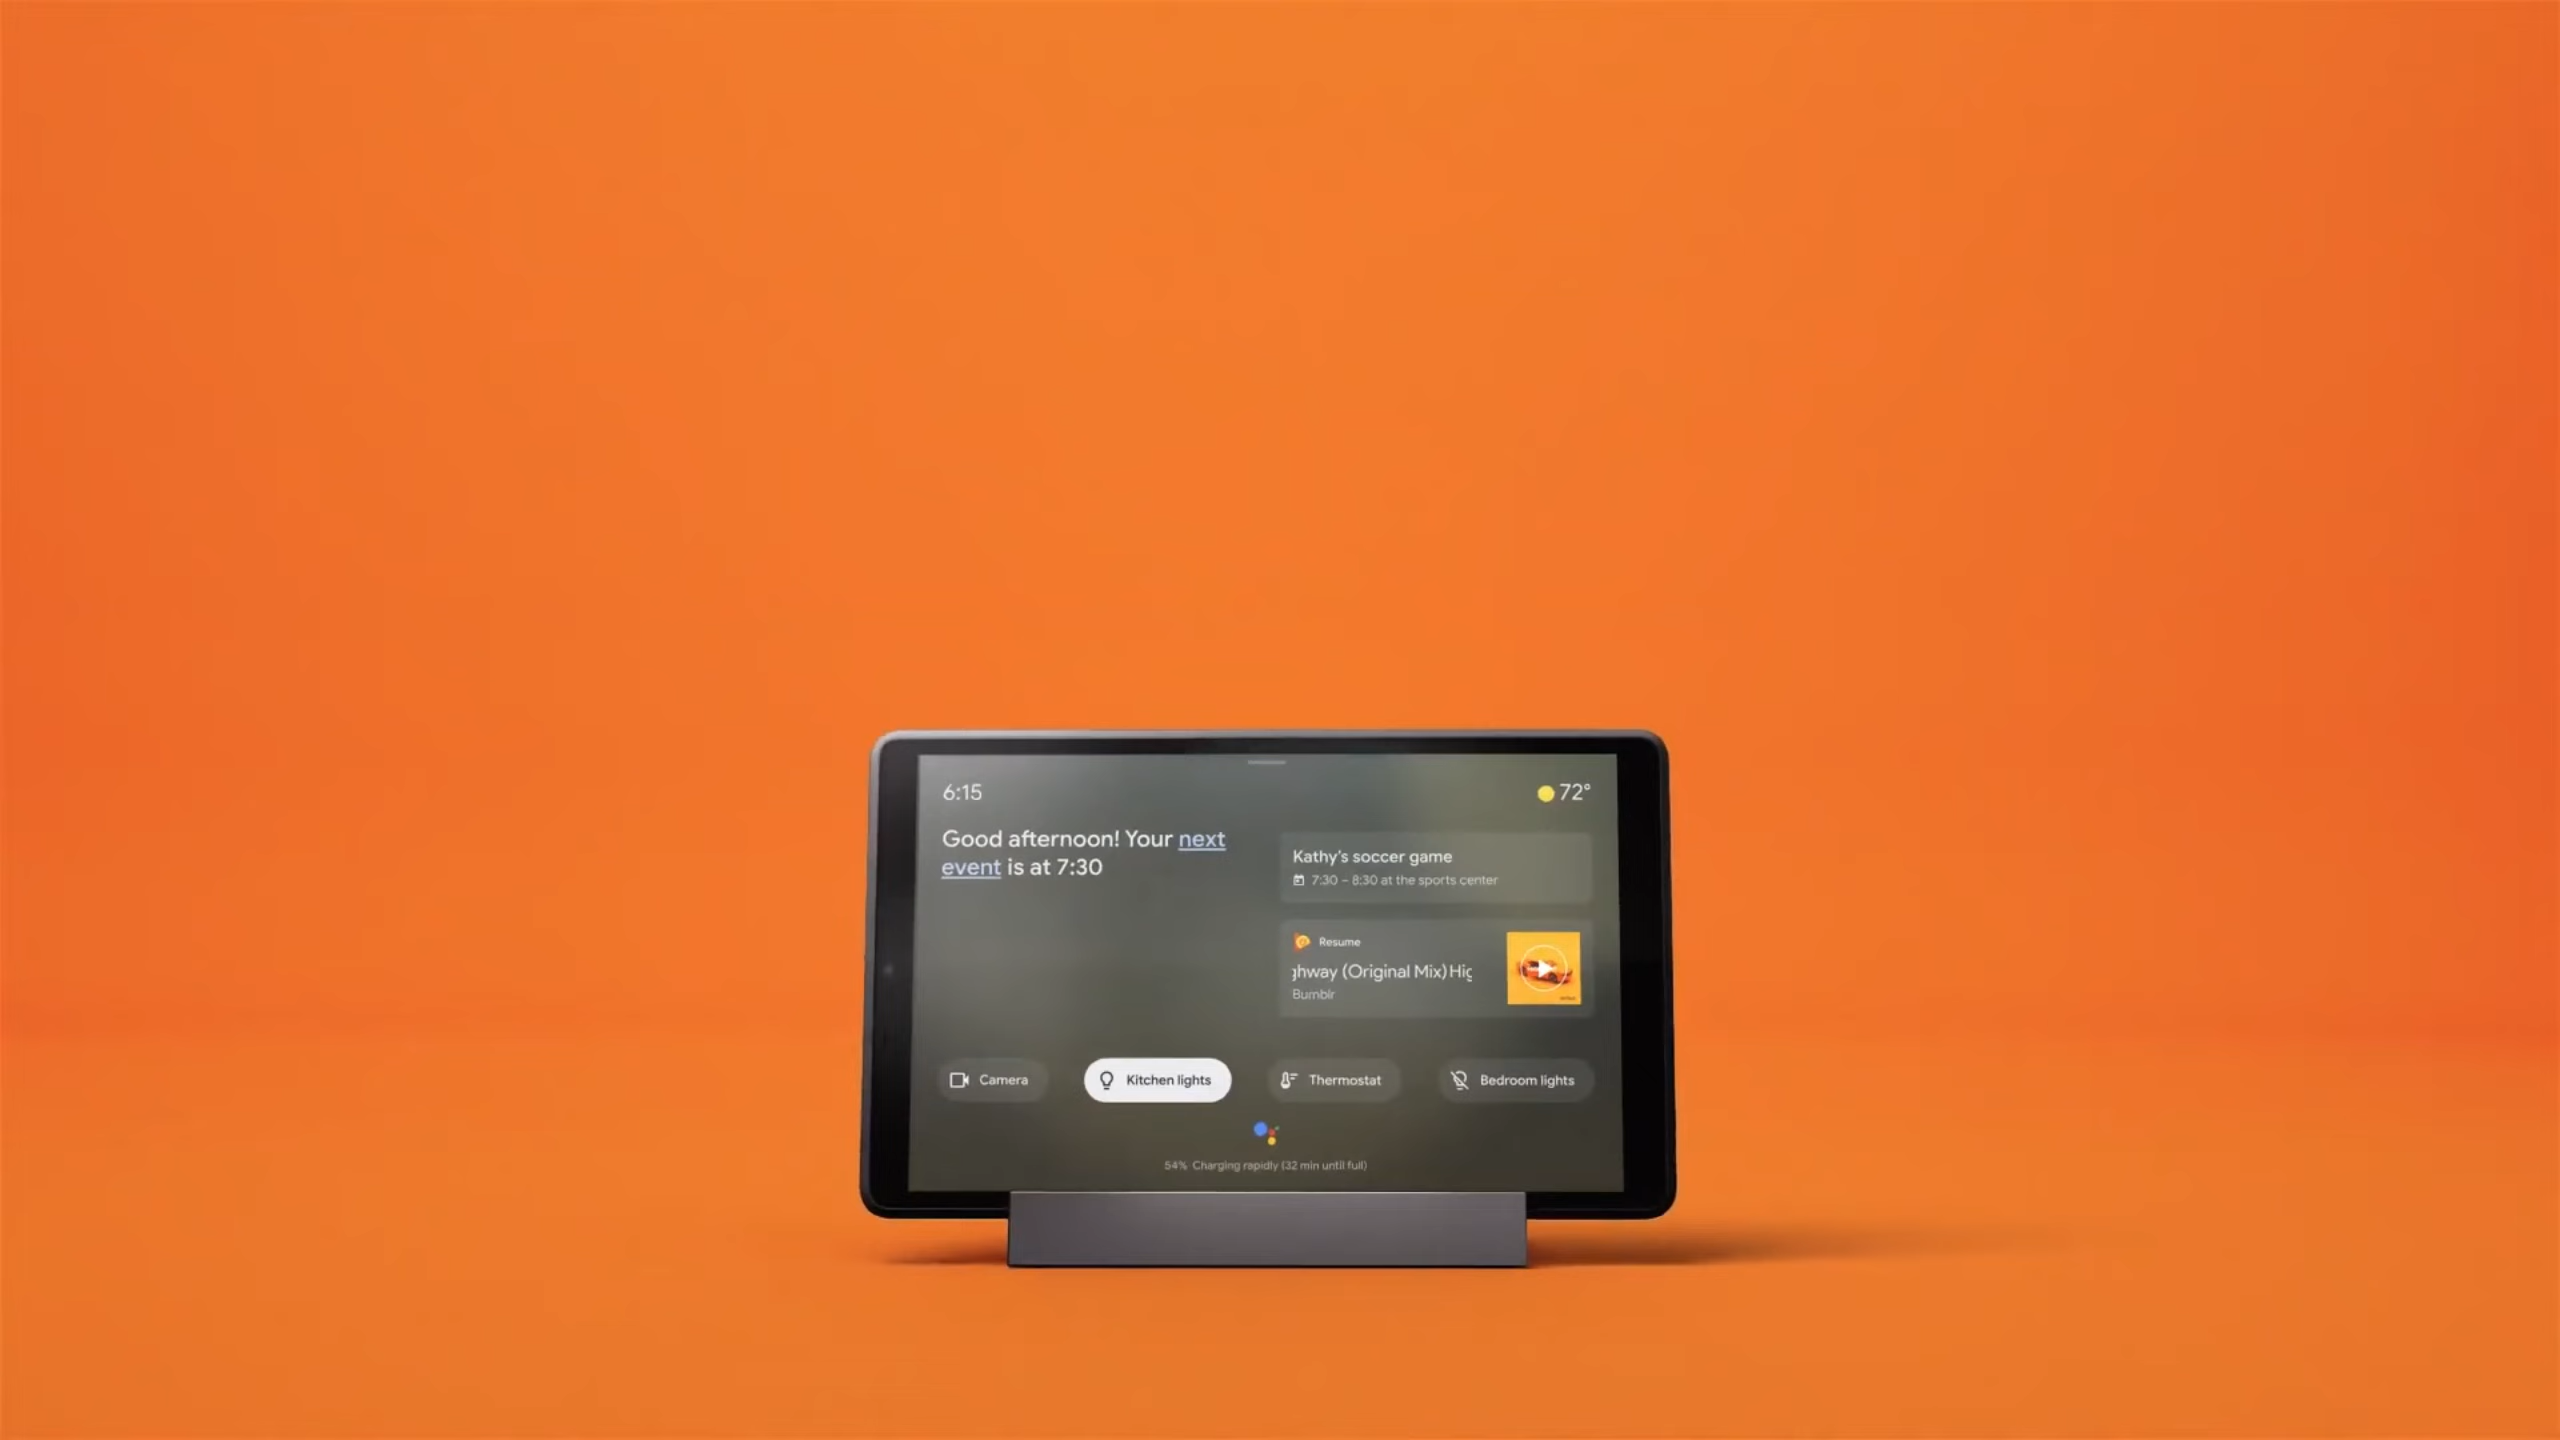 6:15
72°
Good afternoon! Your next
event is at 7:30
Kathy's soccer game
7:30 – 8:30 at the sports center
Resume
ghway (Original Mix) Hig
Bumblr
Camera
Kitchen lights
Thermostat
Bedroom lights
54% Charging rapidly (32 min until full)